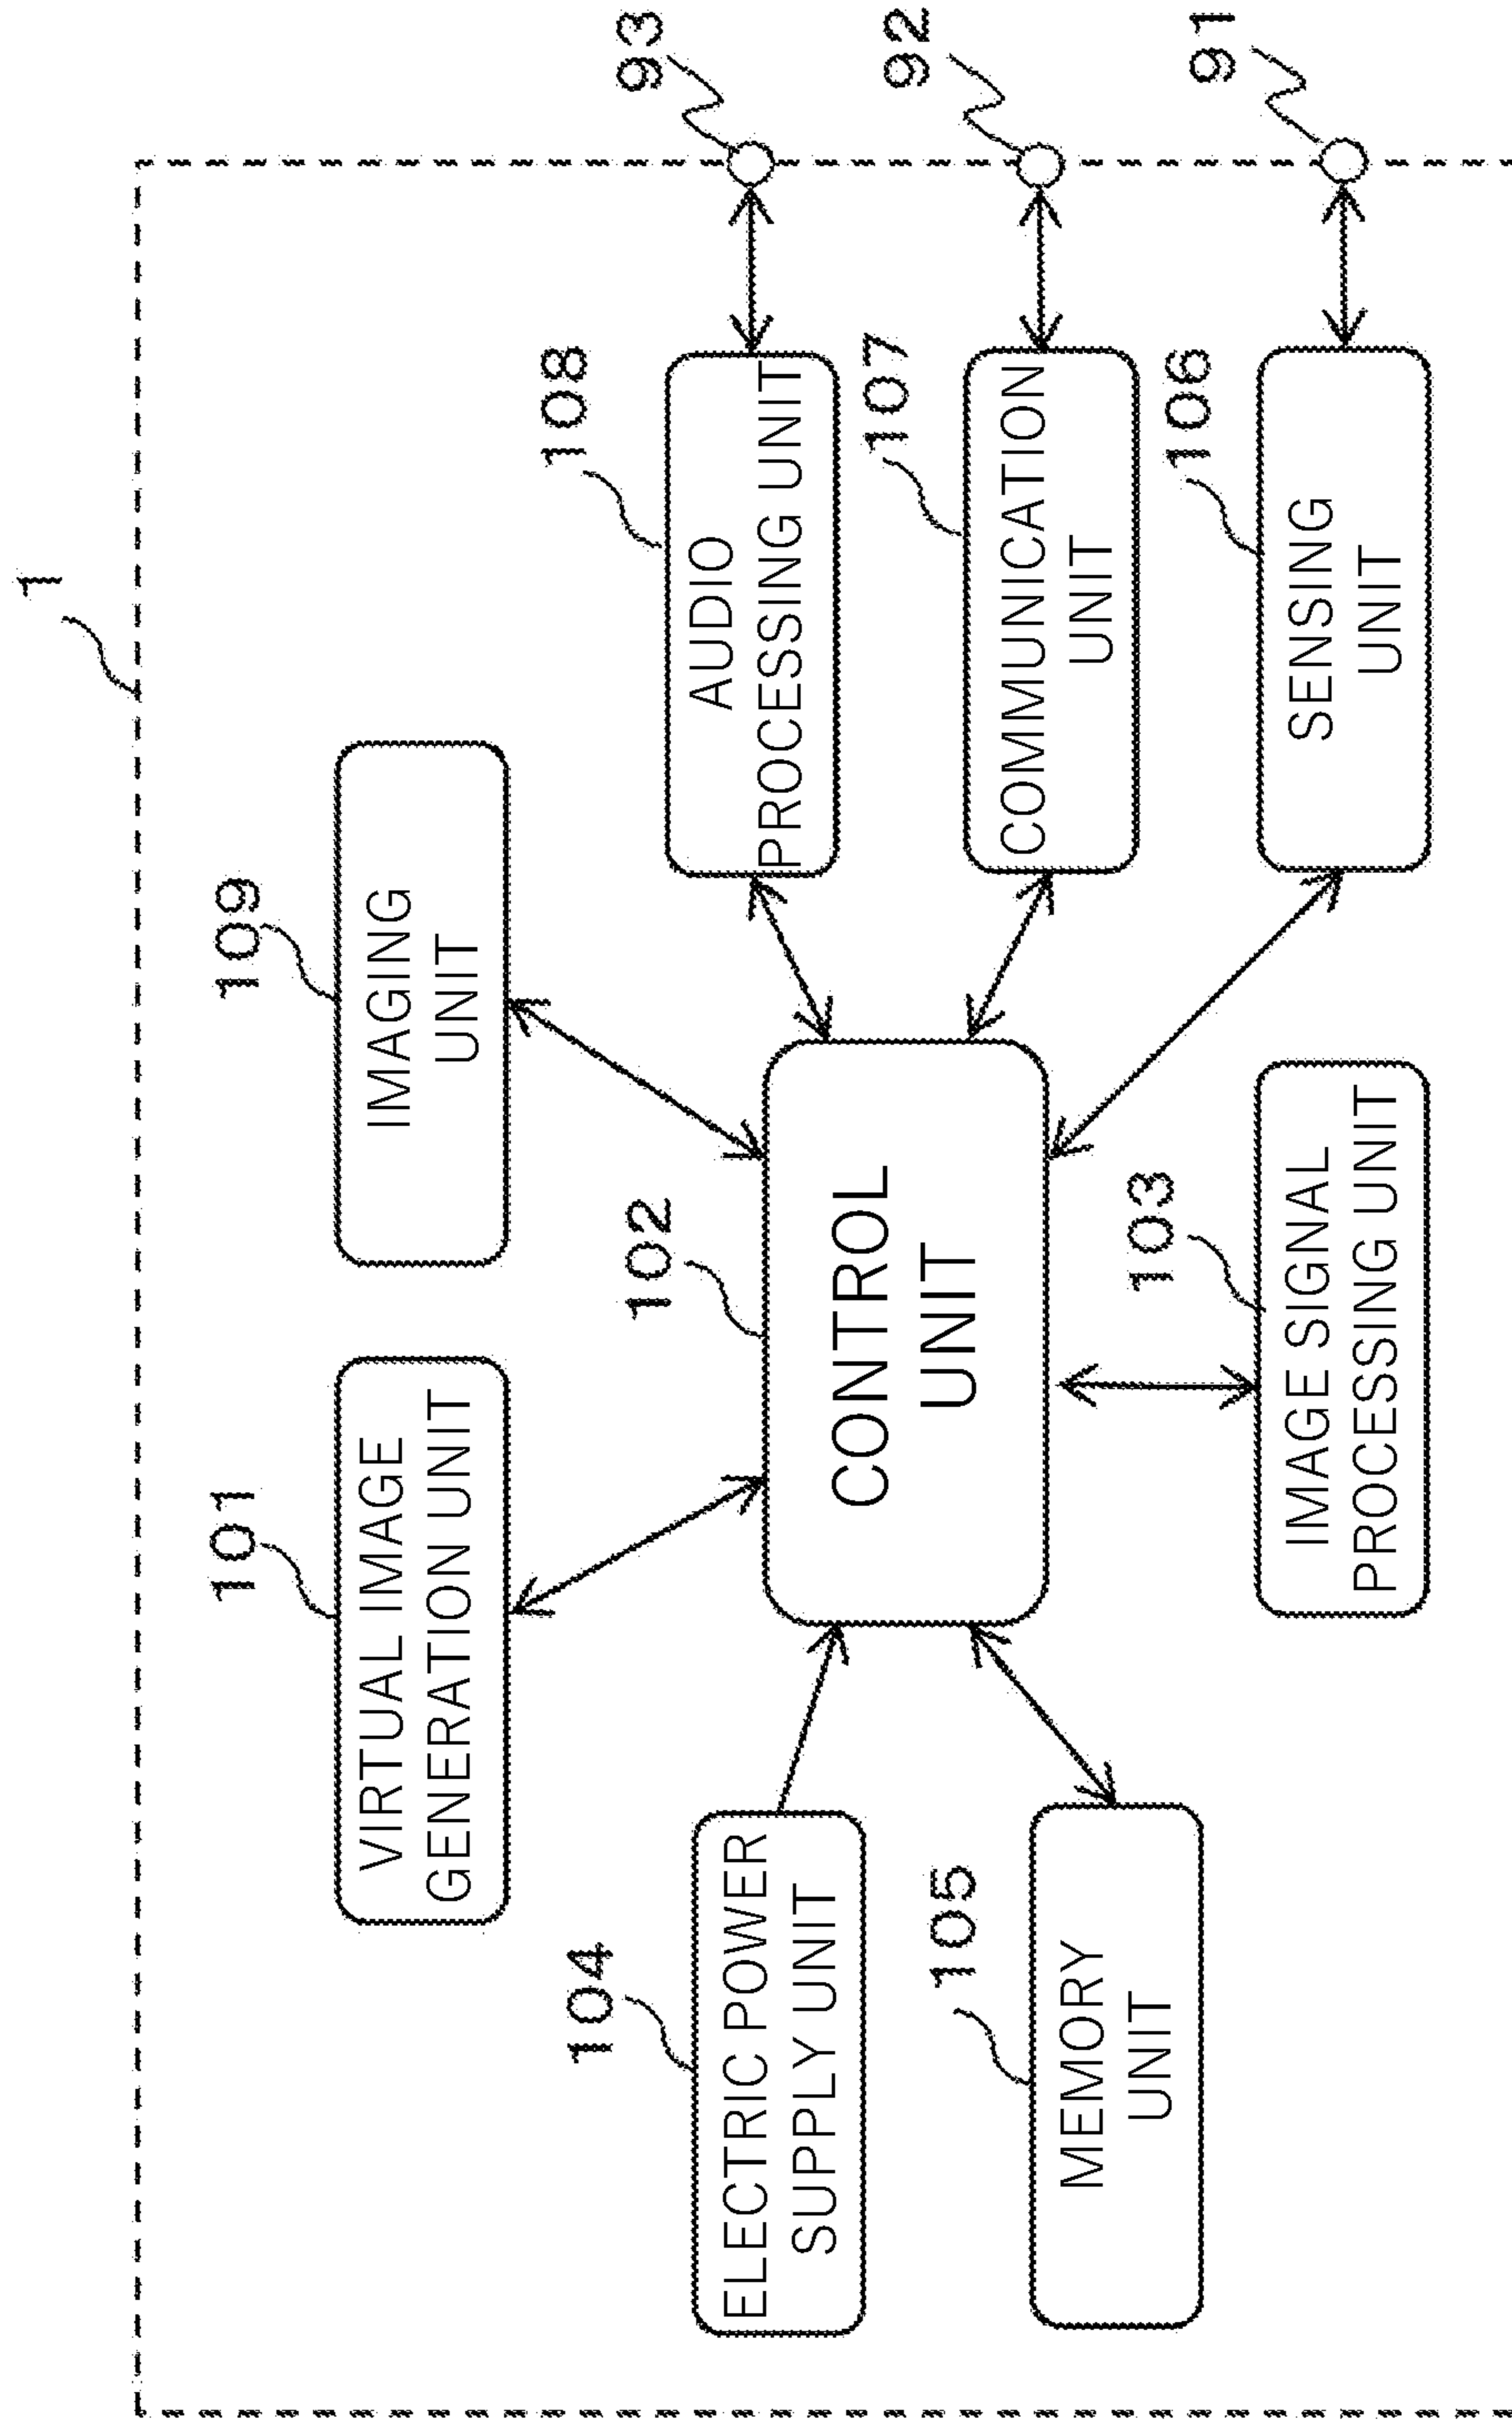 1
101
VIRTUAL IMAGE
GENERATION UNIT
109
IMAGING
UNIT
104
ELECTRIC POWER
SUPPLY UNIT
102
CONTROL
UNIT
108
AUDIO
PROCESSING UNIT
93
105
MEMORY
UNIT
107
COMMUNICATION
UNIT
92
103
IMAGE SIGNAL
PROCESSING UNIT
106
SENSING
UNIT
91